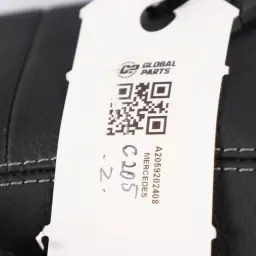 GLOBAL
PARTS
A2059202408
MERCEDES
C205
- 2 -